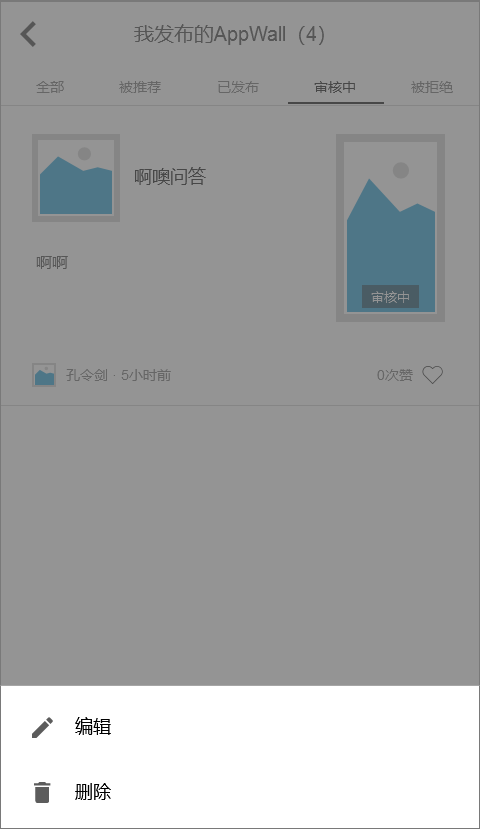 我发布的AppWall（4）
全部 被推荐 已发布 审核中 被拒绝
啊噢问答
啊啊
审核中
孔令剑 · 5小时前 0次赞
编辑
删除